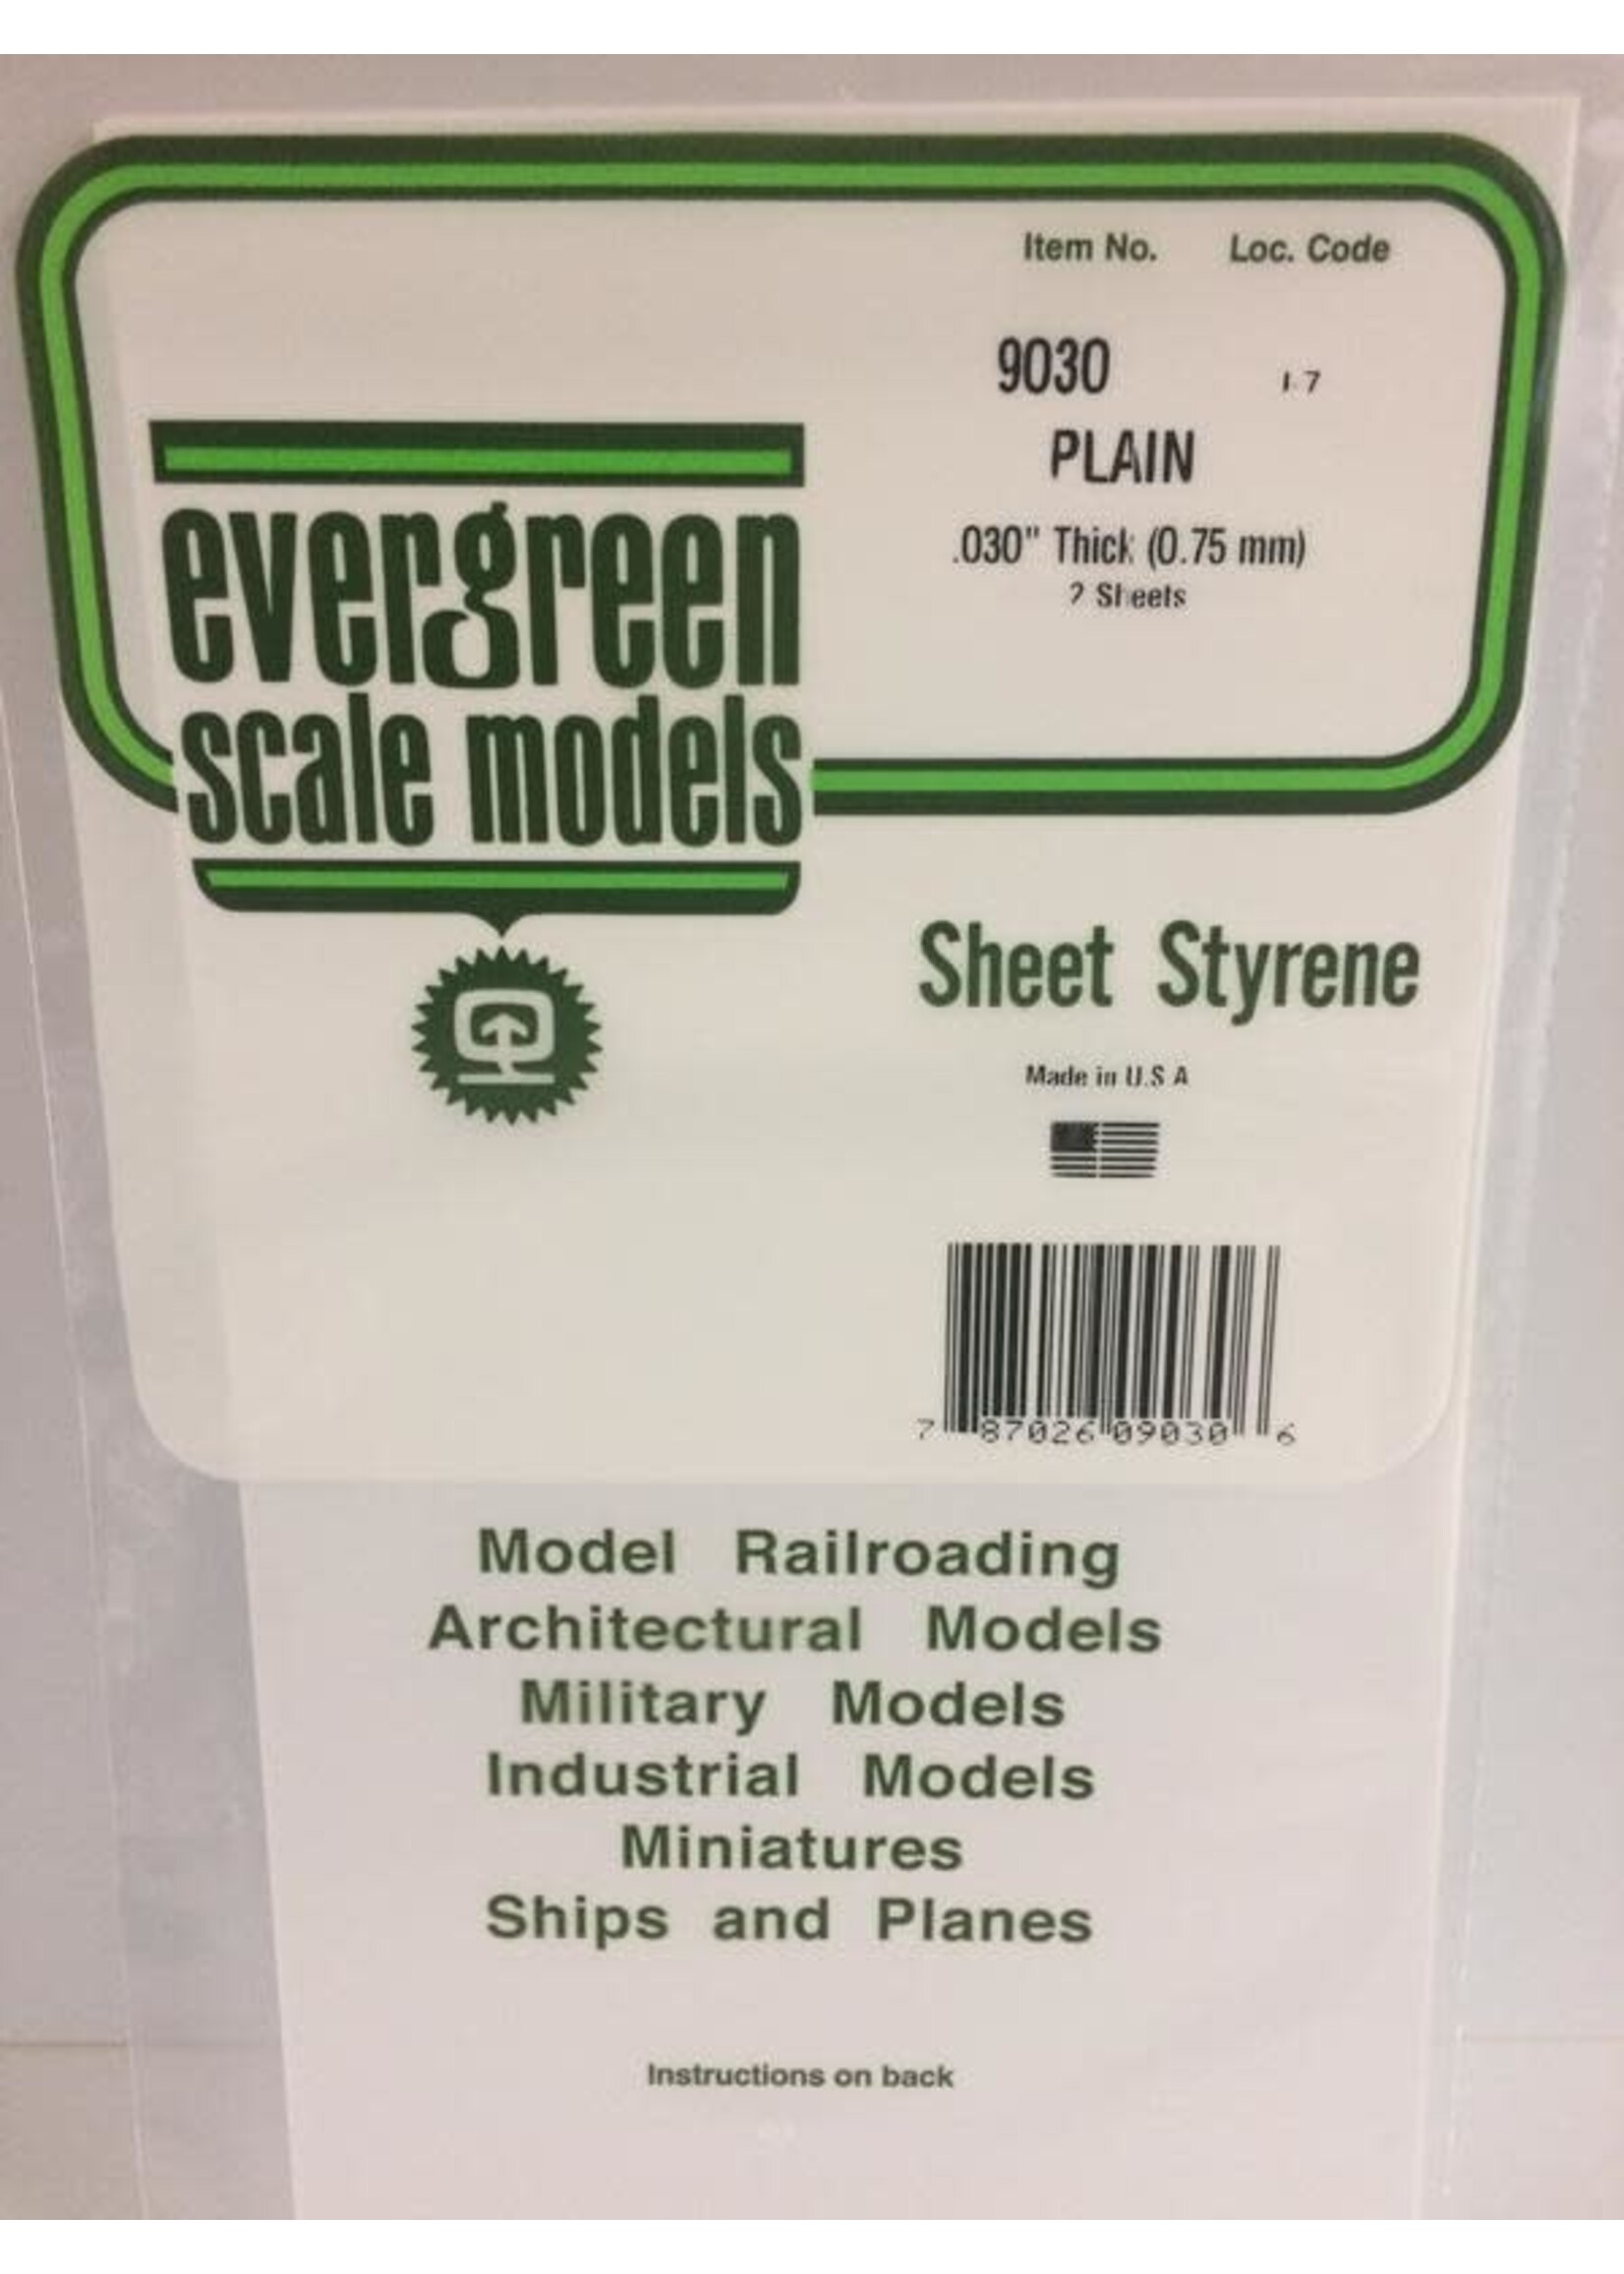 Item No. Loc. Code
9030
PLAIN
.030" Thick (0.75 mm)
2 Sheets
evergreen
scale models
Sheet Styrene
Made in U.S A
7 87026 09030 6
Model Railroading
Architectural Models
Military Models
Industrial Models
Miniatures
Ships and Planes
Instructions on back